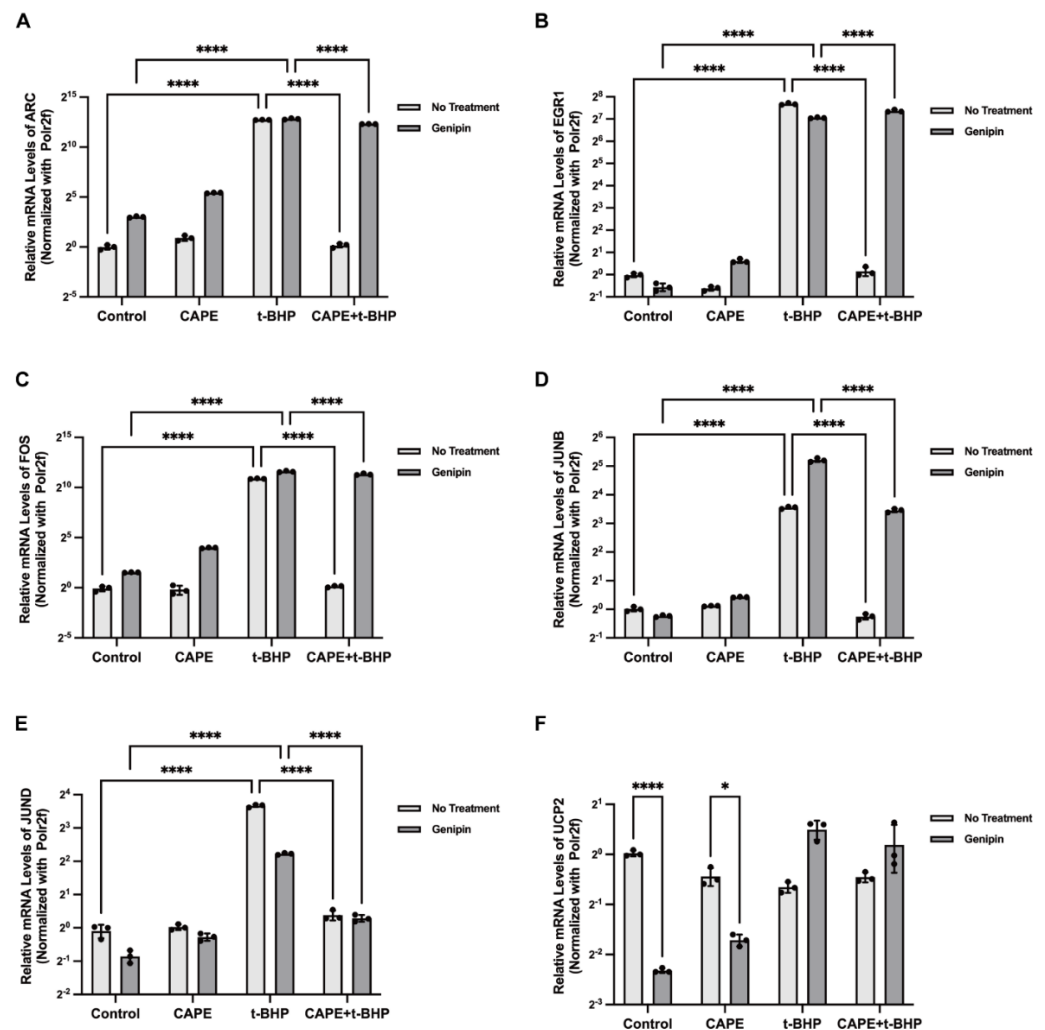 A
****
****
****
****
Relative mRNA Levels of ARC
(Normalized with Polr2f)
2^15
2^10
2^5
2^0
2^-5
Control CAPE t-BHP CAPE+t-BHP
No Treatment
Genipin
B
****
****
****
****
Relative mRNA Levels of EGR1
(Normalized with Polr2f)
2^8
2^7
2^6
2^5
2^4
2^3
2^2
2^1
2^0
2^-1
Control CAPE t-BHP CAPE+t-BHP
No Treatment
Genipin
C
****
****
****
****
Relative mRNA Levels of FOS
(Normalized with Polr2f)
2^15
2^10
2^5
2^0
2^-5
Control CAPE t-BHP CAPE+t-BHP
No Treatment
Genipin
D
****
****
****
****
Relative mRNA Levels of JUNB
(Normalized with Polr2f)
2^6
2^5
2^4
2^3
2^2
2^1
2^0
2^-1
Control CAPE t-BHP CAPE+t-BHP
No Treatment
Genipin
E
****
****
****
****
Relative mRNA Levels of JUND
(Normalized with Polr2f)
2^4
2^3
2^2
2^1
2^0
2^-1
2^-2
Control CAPE t-BHP CAPE+t-BHP
No Treatment
Genipin
F
****
*
Relative mRNA Levels of UCP2
(Normalized with Polr2f)
2^1
2^0
2^-1
2^-2
2^-3
Control CAPE t-BHP CAPE+t-BHP
No Treatment
Genipin